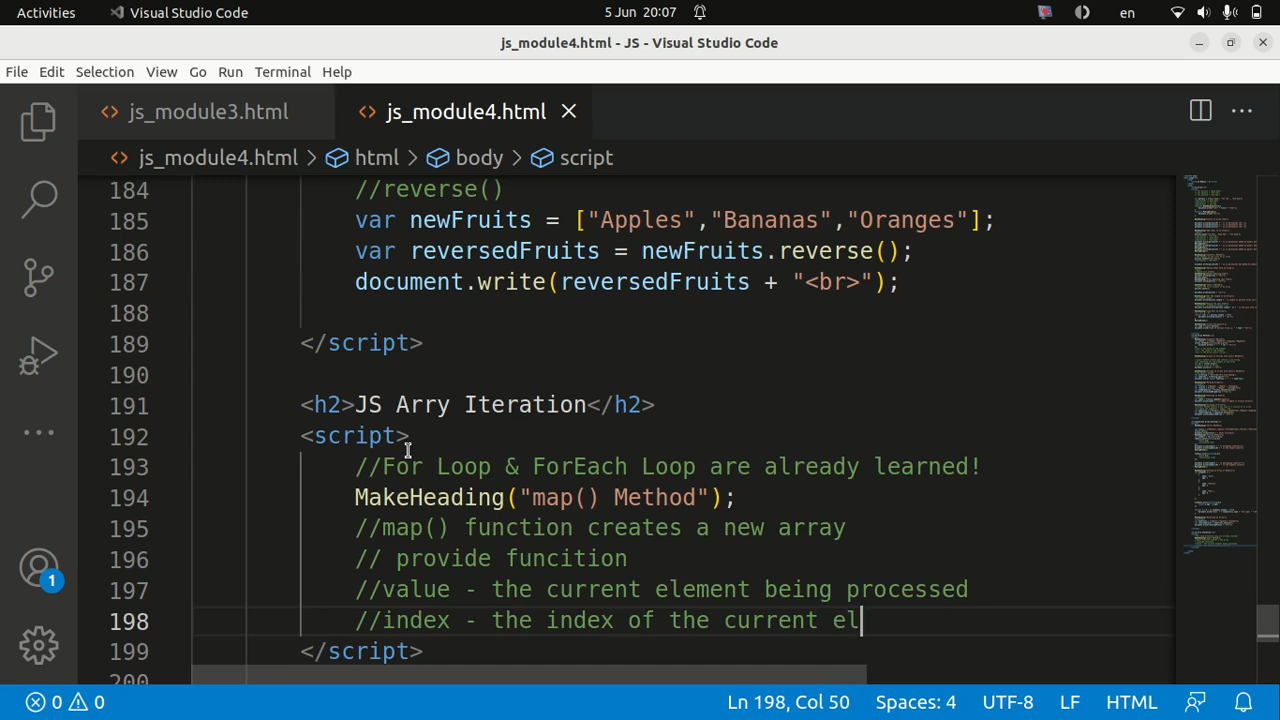 Activities Visual Studio Code 5 Jun 20:07 en
js_module4.html - JS - Visual Studio Code
File Edit Selection View Go Run Terminal Help
js_module3.html js_module4.html
js_module4.html > html > body > script
184 //reverse()
185 var newFruits = ["Apples","Bananas","Oranges"];
186 var reversedFruits = newFruits.reverse();
187 document.write(reversedFruits + "<br>");
188
189 </script>
190
191 <h2>JS Arry Iteration</h2>
192 <script>
193 //For Loop & ForEach Loop are already learned!
194 MakeHeading("map() Method");
195 //map() function creates a new array
196 // provide funcition
197 //value - the current element being processed
198 //index - the index of the current el
199 </script>
200
1
0 0 Ln 198, Col 50 Spaces: 4 UTF-8 LF HTML